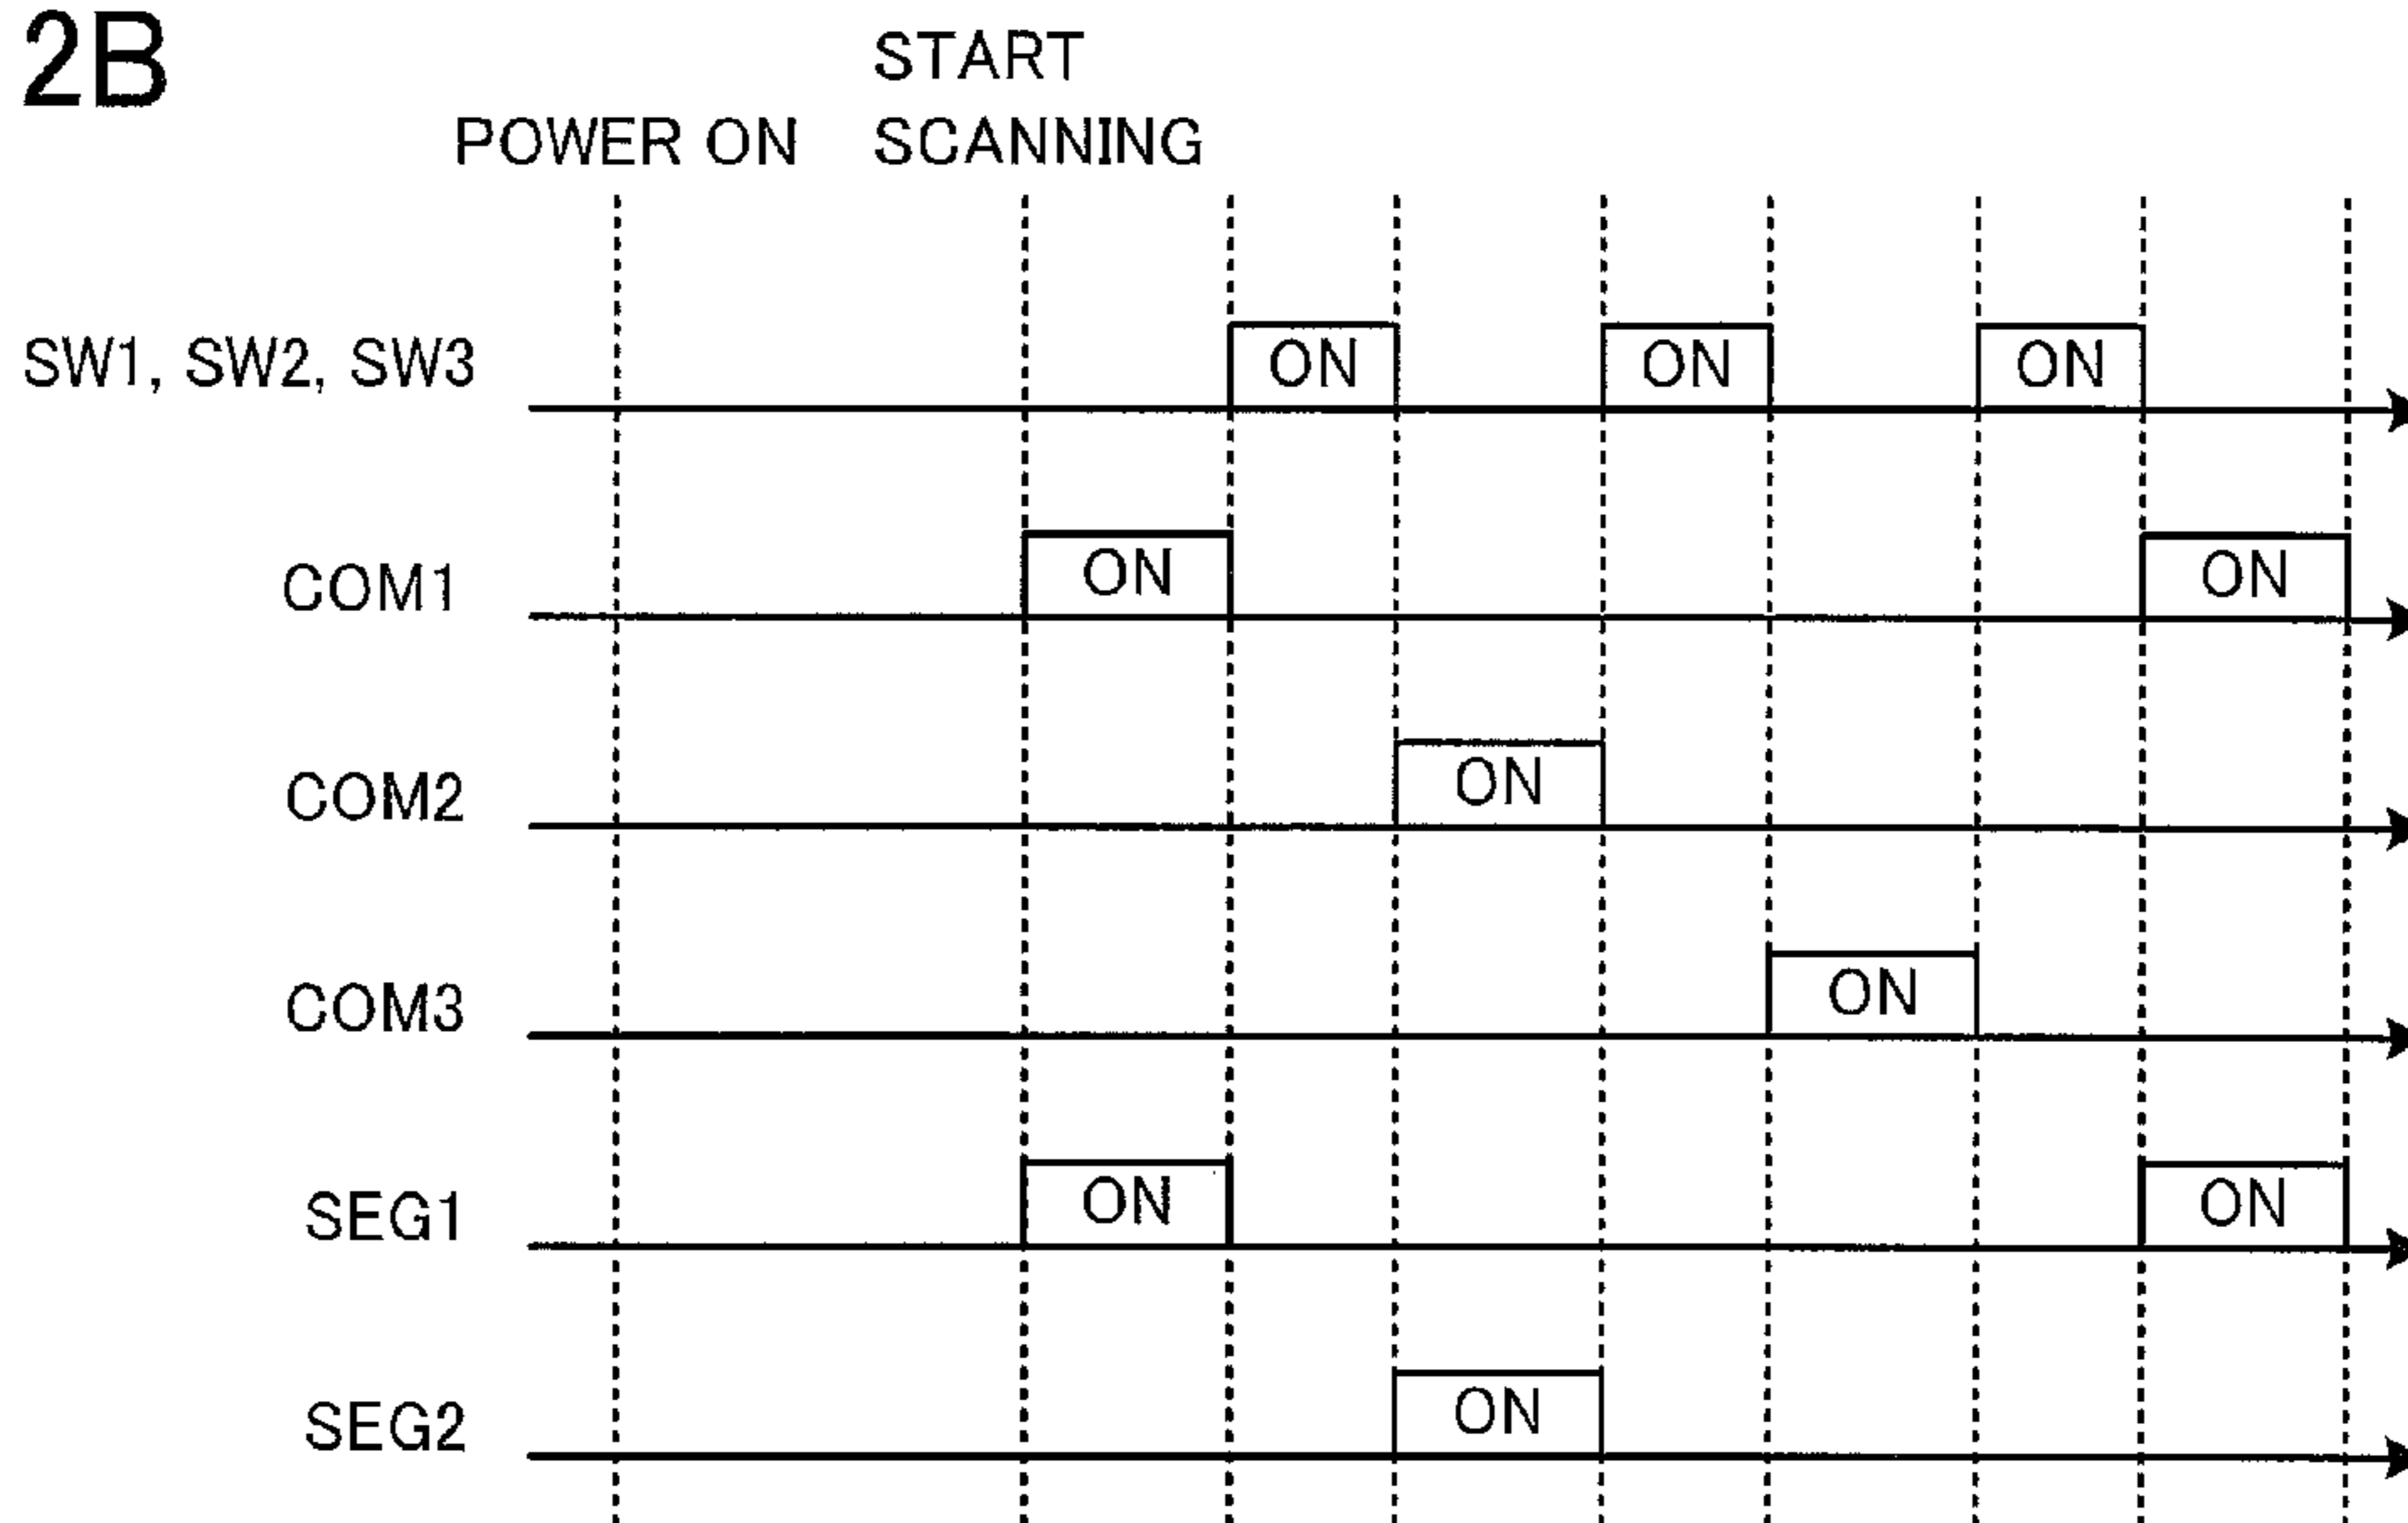 2B
START
POWER ON SCANNING
SW1, SW2, SW3 ON ON ON
COM1 ON ON
COM2 ON
COM3 ON
SEG1 ON ON
SEG2 ON